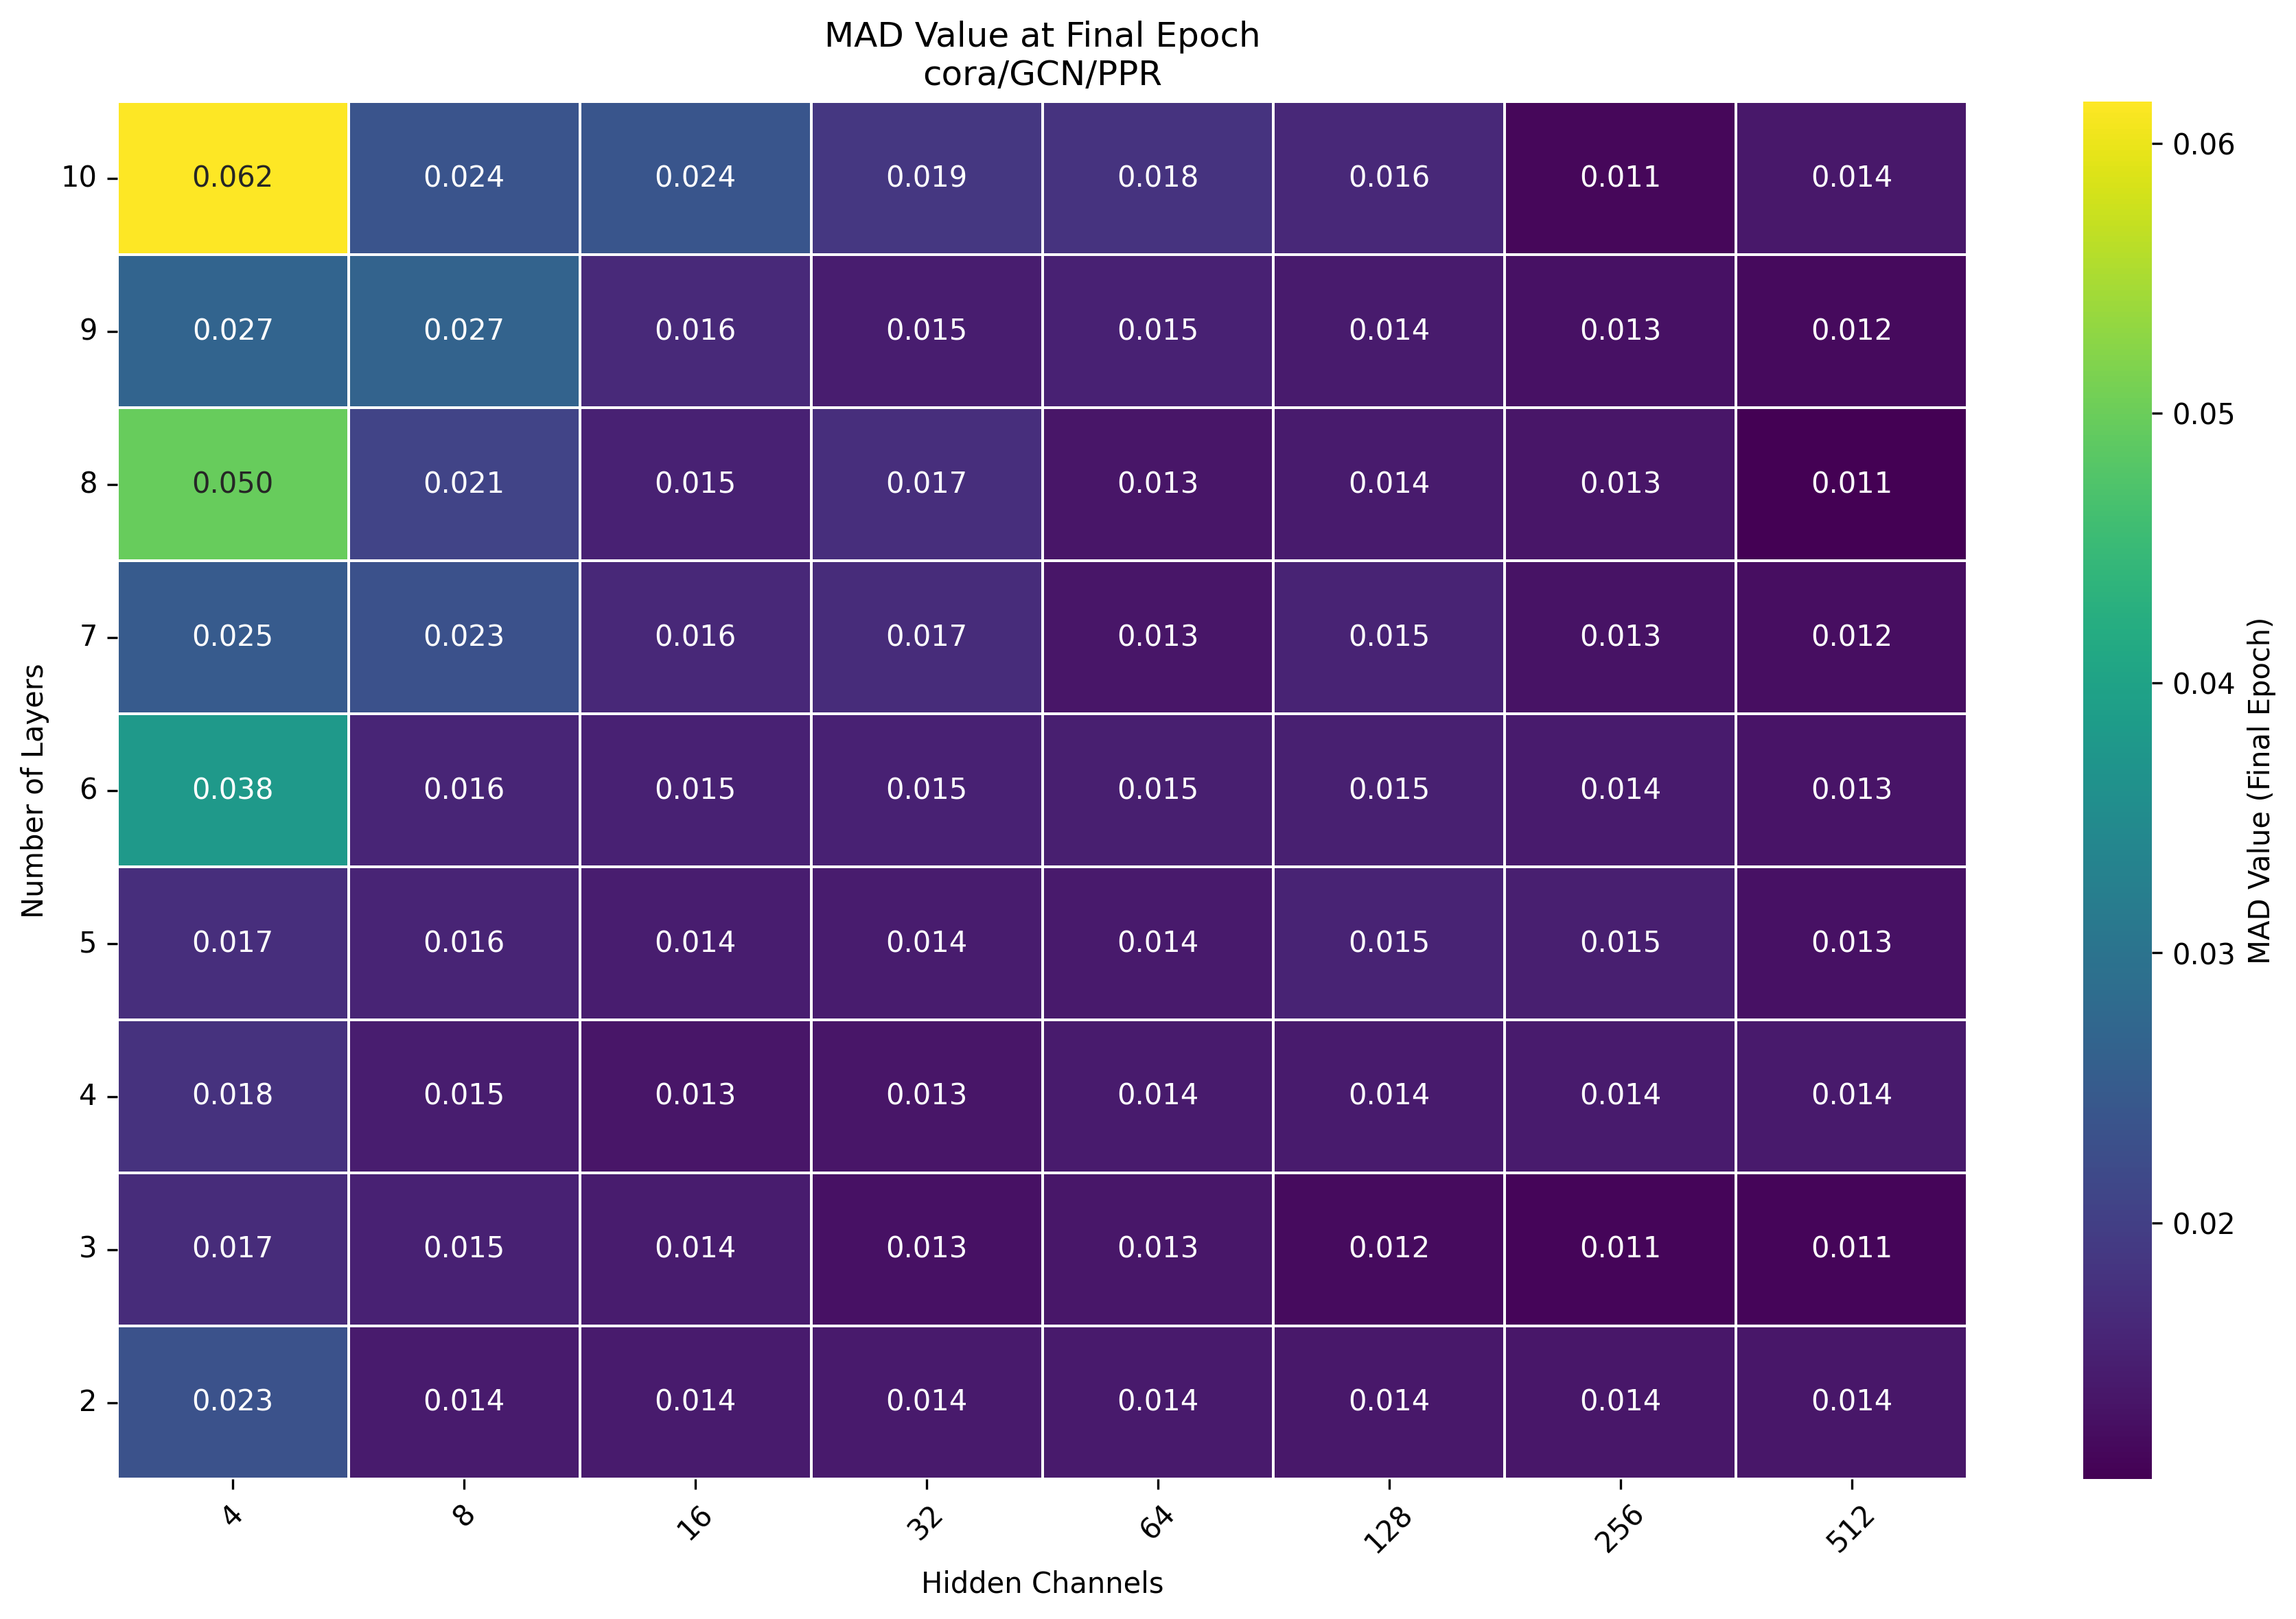 MAD Value at Final Epoch
cora/GCN/PPR
Number of Layers
10 0.062 0.024 0.024 0.019 0.018 0.016 0.011 0.014
9 0.027 0.027 0.016 0.015 0.015 0.014 0.013 0.012
8 0.050 0.021 0.015 0.017 0.013 0.014 0.013 0.011
7 0.025 0.023 0.016 0.017 0.013 0.015 0.013 0.012
6 0.038 0.016 0.015 0.015 0.015 0.015 0.014 0.013
5 0.017 0.016 0.014 0.014 0.014 0.015 0.015 0.013
4 0.018 0.015 0.013 0.013 0.014 0.014 0.014 0.014
3 0.017 0.015 0.014 0.013 0.013 0.012 0.011 0.011
2 0.023 0.014 0.014 0.014 0.014 0.014 0.014 0.014
4 8 16 32 64 128 256 512
Hidden Channels
0.06
0.05
0.04
0.03
0.02
MAD Value (Final Epoch)